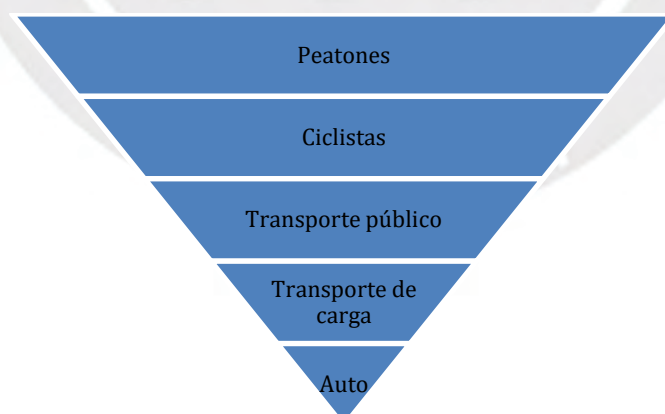 Peatones
Ciclistas
Transporte público
Transporte de
carga
Auto